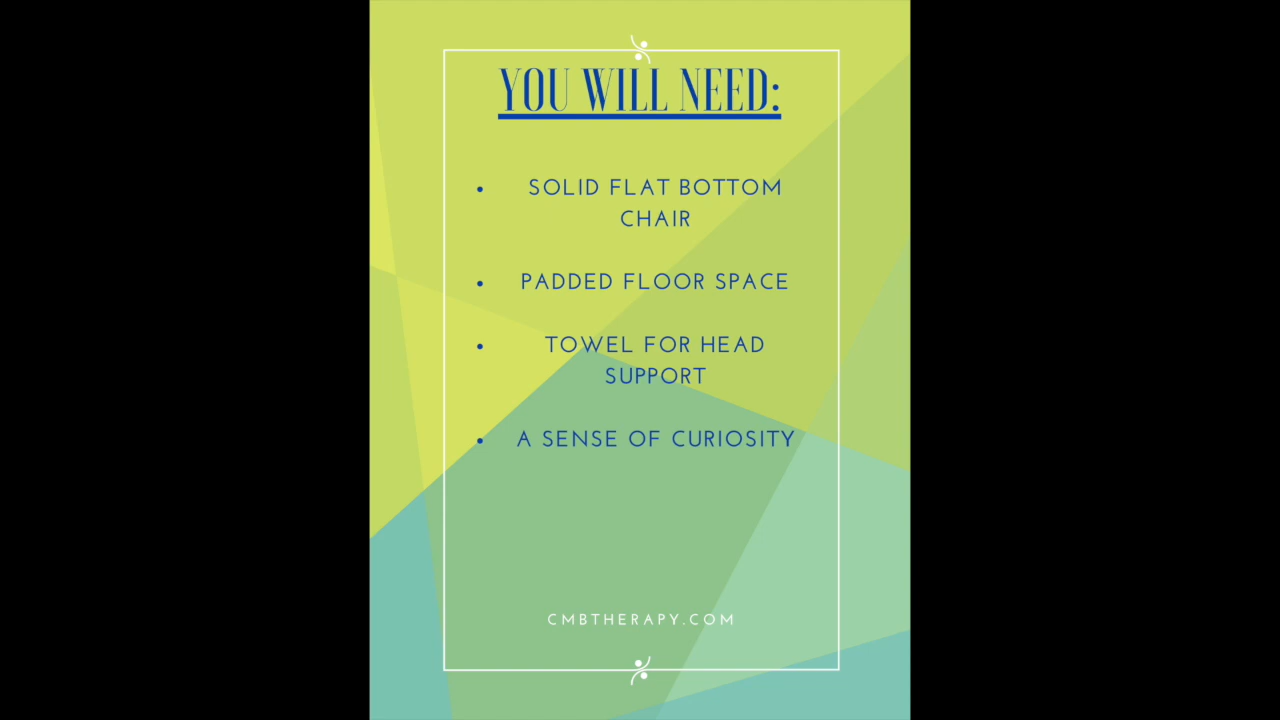 YOU WILL NEED:
• SOLID FLAT BOTTOM
CHAIR
• PADDED FLOOR SPACE
• TOWEL FOR HEAD
SUPPORT
• A SENSE OF CURIOSITY
CMBTHERAPY.COM